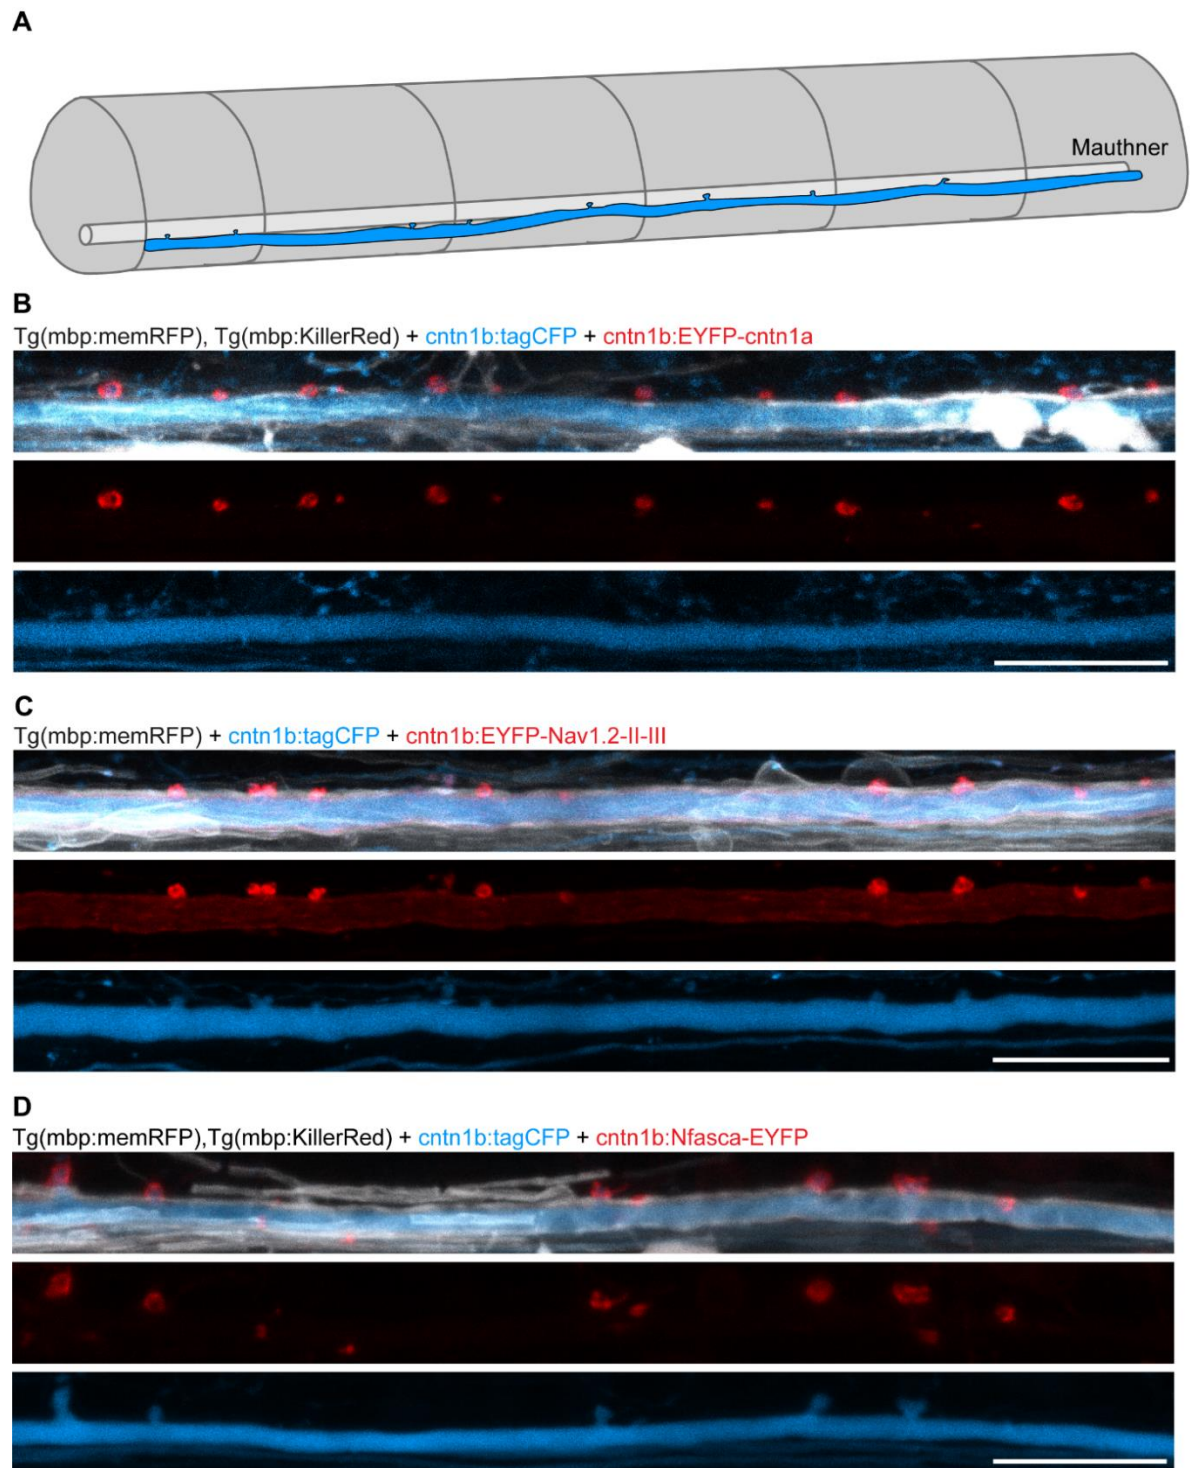 A
Mauthner
B
Tg(mbp:memRFP), Tg(mbp:KillerRed) + cntn1b:tagCFP + cntn1b:EYFP-cntn1a
C
Tg(mbp:memRFP) + cntn1b:tagCFP + cntn1b:EYFP-Nav1.2-II-III
D
Tg(mbp:memRFP),Tg(mbp:KillerRed) + cntn1b:tagCFP + cntn1b:Nfasca-EYFP